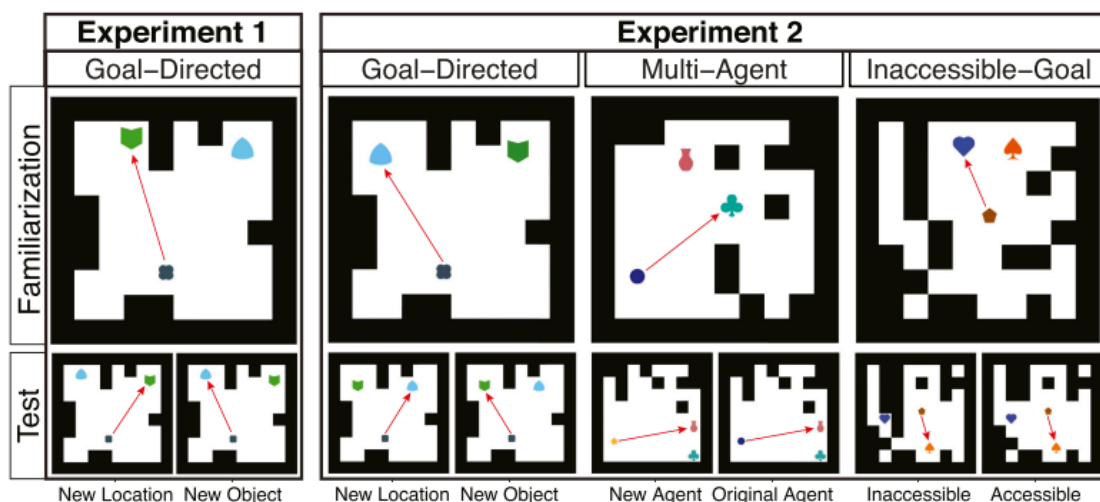 Experiment 1
Experiment 2
Goal-Directed
Goal-Directed
Multi-Agent
Inaccessible-Goal
Familiarization
Test
New Location
New Object
New Location
New Object
New Agent
Original Agent
Inaccessible
Accessible